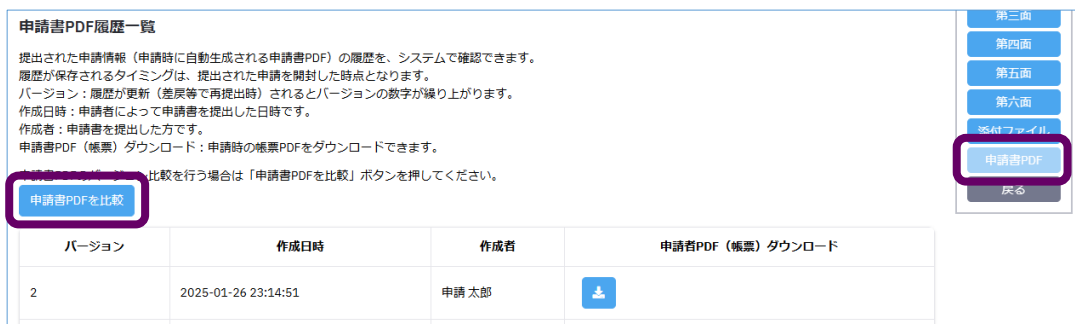 申請書PDF履歴一覧
提出された申請情報（申請時に自動生成される申請書PDF）の履歴を、システムで確認できます。
履歴が保存されるタイミングは、提出された申請を開封した時点となります。
バージョン：履歴が更新（差戻等で再提出時）されるとバージョンの数字が繰り上がります。
作成日時：申請者によって申請書を提出した日時です。
作成者：申請書を提出した方です。
申請書PDF（帳票）ダウンロード：申請時の帳票PDFをダウンロードできます。
申請書PDFのバージョン比較を行う場合は「申請書PDFを比較」ボタンを押してください。
申請書PDFを比較
バージョン 作成日時 作成者 申請者PDF（帳票）ダウンロード
2 2025-01-26 23:14:51 申請 太郎
第三面
第四面
第五面
第六面
添付ファイル
申請書PDF
戻る